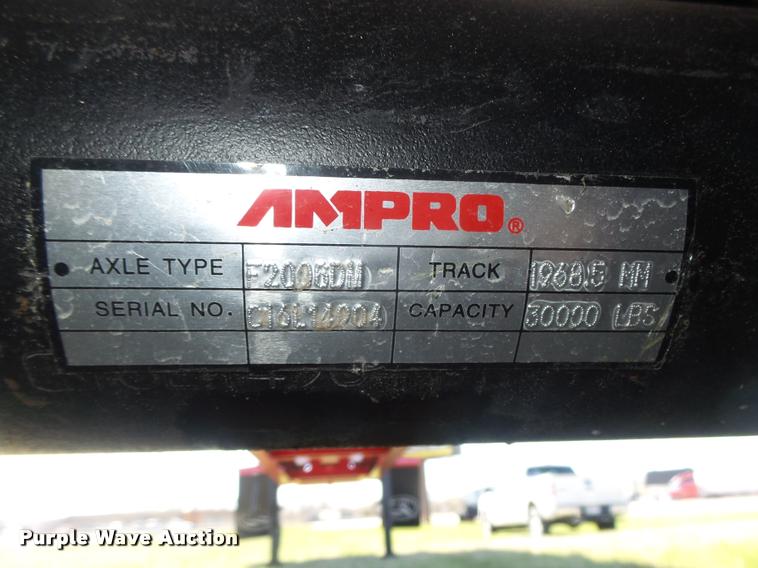 AMPRO®
AXLE TYPE F2006DM TRACK 1968.5 MM
SERIAL NO. CAPACITY 30000 LBS
Purple Wave Auction